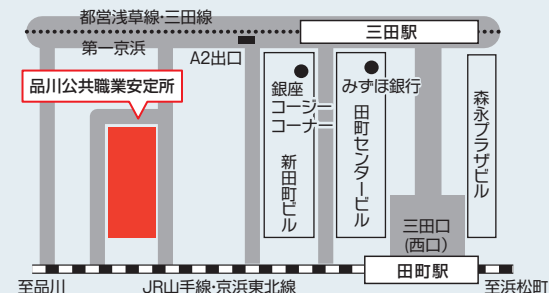 都営浅草線・三田線
三田駅
第一京浜
A2出口
品川公共職業安定所
銀座
コージー
コーナー
新田町ビル
みずほ銀行
田町センタービル
森永プラザビル
三田口
(西口)
田町駅
至品川
JR山手線・京浜東北線
至浜松町